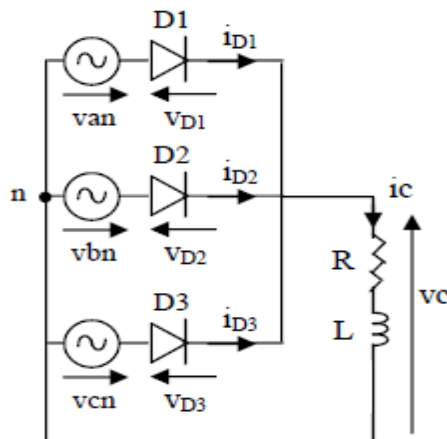 D1
iD1
van
vD1
D2
iD2
n
ic
vbn
vD2
R
vc
D3
iD3
L
vcn
vD3